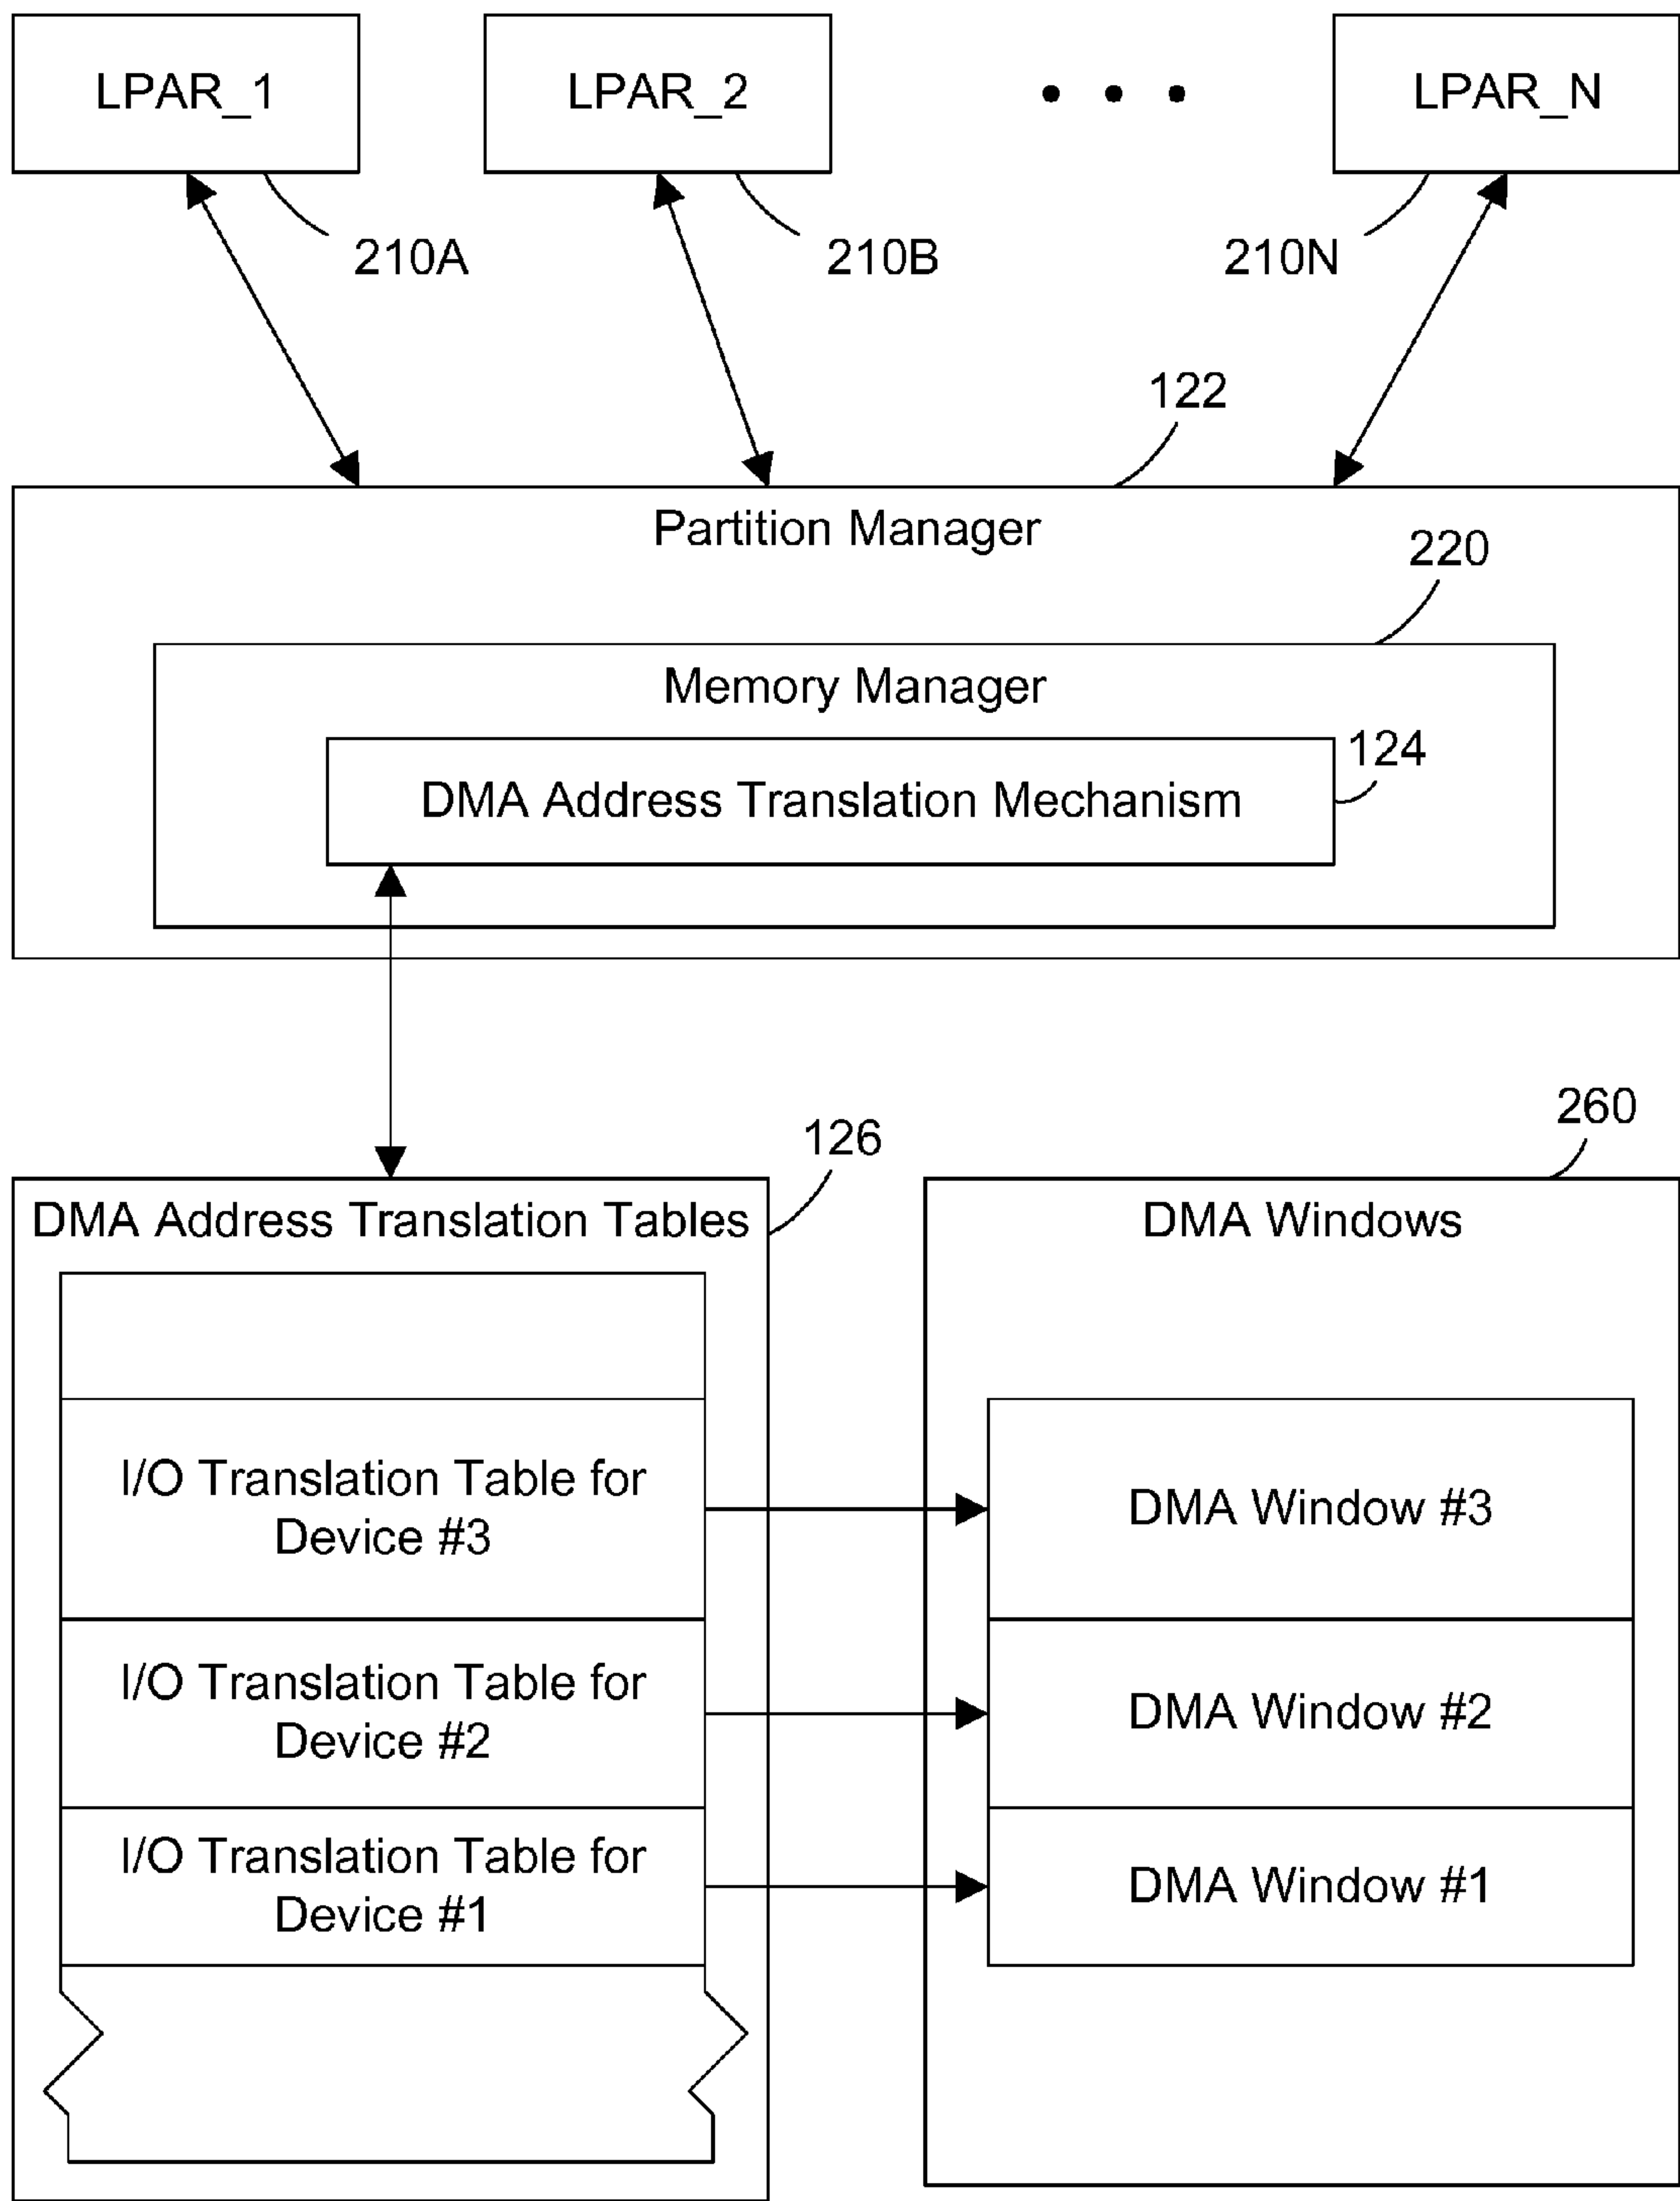 LPAR_1
LPAR_2
• • •
LPAR_N
210A
210B
210N
122
Partition Manager
220
Memory Manager
124
DMA Address Translation Mechanism
126
260
DMA Address Translation Tables
DMA Windows
I/O Translation Table for
Device #3
DMA Window #3
I/O Translation Table for
Device #2
DMA Window #2
I/O Translation Table for
Device #1
DMA Window #1